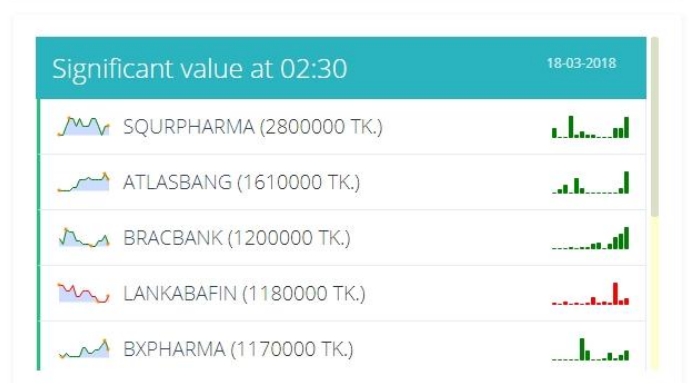 Significant value at 02:30 18-03-2018
SQURPHARMA (2800000 TK.)
ATLASBANG (1610000 TK.)
BRACBANK (1200000 TK.)
LANKABAFIN (1180000 TK.)
BXPHARMA (1170000 TK.)